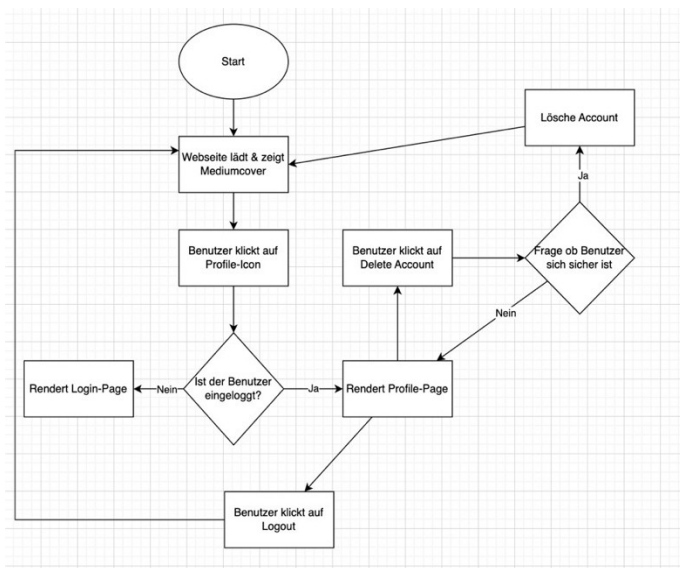 Start
Lösche Account
Webseite lädt & zeigt
Mediumcover
Ja
Benutzer klickt auf
Profile-Icon
Benutzer klickt auf
Delete Account
Frage ob Benutzer
sich sicher ist
Nein
Rendert Login-Page
Nein
Ist der Benutzer
eingeloggt?
Ja
Rendert Profile-Page
Benutzer klickt auf
Logout